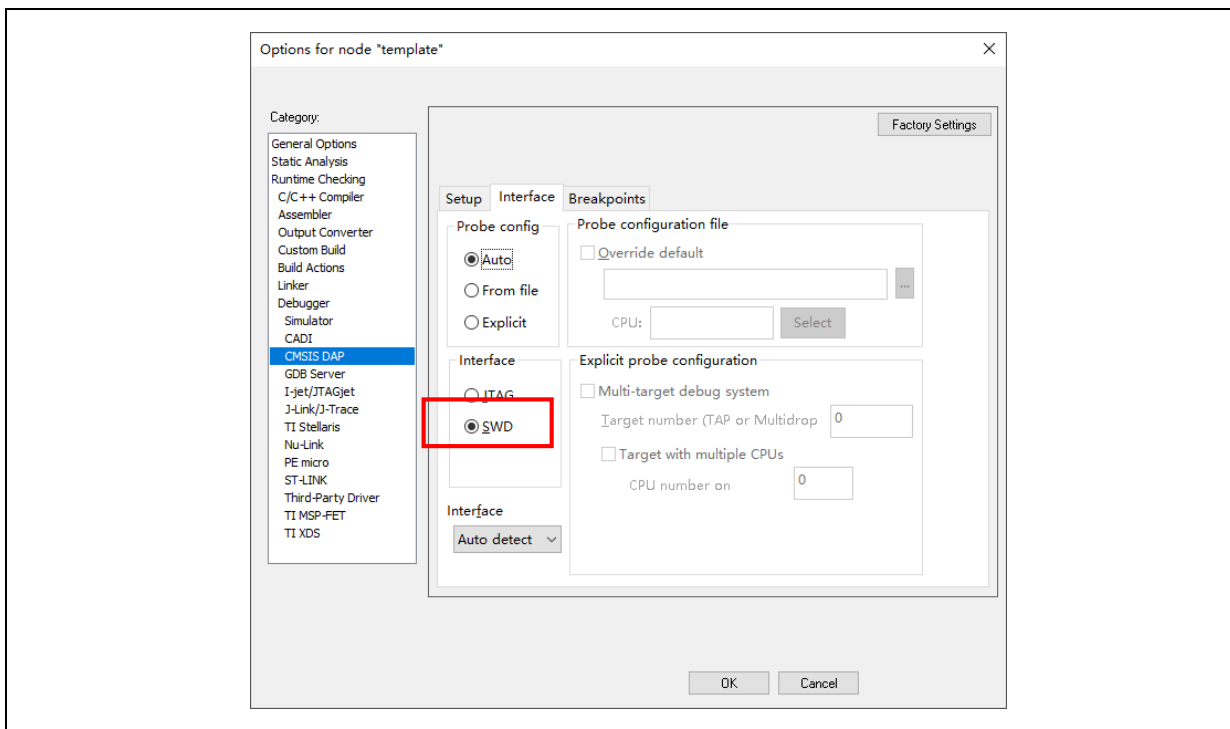 Options for node "template"
Category:
Factory Settings
General Options
Static Analysis
Runtime Checking
C/C++ Compiler
Assembler
Output Converter
Custom Build
Build Actions
Linker
Debugger
Simulator
CADI
CMSIS DAP
GDB Server
I-jet/JTAGjet
J-Link/J-Trace
TI Stellaris
Nu-Link
PE micro
ST-LINK
Third-Party Driver
TI MSP-FET
TI XDS
Setup Interface Breakpoints
Probe config
Auto
From file
Explicit
Probe configuration file
Override default
...
CPU: Select
Interface
JTAG
SWD
Explicit probe configuration
Multi-target debug system
Target number (TAP or Multidrop 0
Target with multiple CPUs
CPU number on 0
Interface
Auto detect
OK Cancel